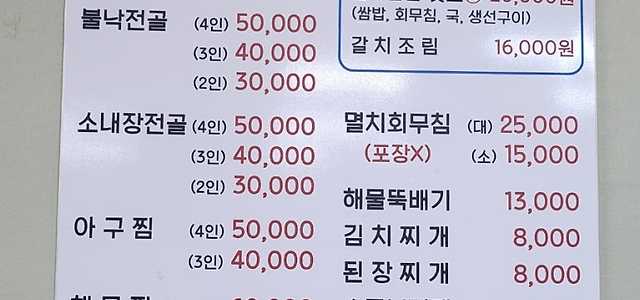 불낙전골 (4인) 50,000
(3인) 40,000
(2인) 30,000
소내장전골 (4인) 50,000
(3인) 40,000
(2인) 30,000
아구찜 (4인) 50,000
(3인) 40,000
(쌈밥, 회무침, 국, 생선구이)
갈치조림 16,000원
멸치회무침 (대) 25,000
(포장X) (소) 15,000
해물뚝배기 13,000
김치찌개 8,000
된장찌개 8,000